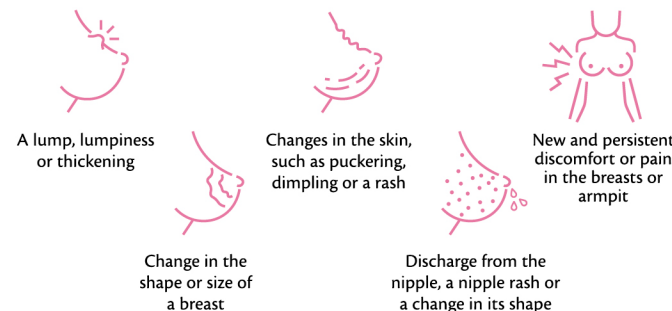 A lump, lumpiness
or thickening
Changes in the skin,
such as puckering,
dimpling or a rash
New and persistent
discomfort or pain
in the breasts or
armpit
Change in the
shape or size of
a breast
Discharge from the
nipple, a nipple rash or
a change in its shape